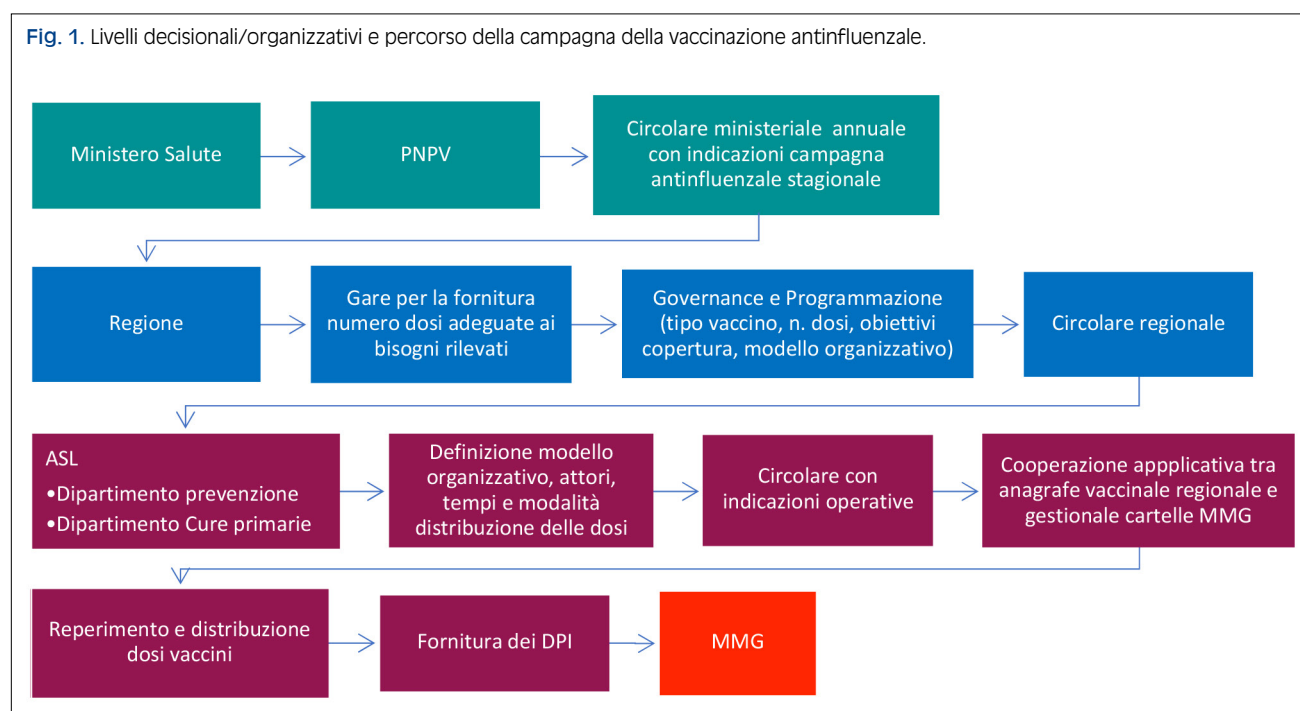 Fig. 1. Livelli decisionali/organizzativi e percorso della campagna della vaccinazione antinfluenzale.
Ministero Salute
PNPV
Circolare ministeriale annuale
con indicazioni campagna
antinfluenzale stagionale
Regione
Gare per la fornitura
numero dosi adeguate ai
bisogni rilevati
Governance e Programmazione
(tipo vaccino, n. dosi, obiettivi
copertura, modello organizzativo)
Circolare regionale
ASL
•Dipartimento prevenzione
•Dipartimento Cure primarie
Definizione modello
organizzativo, attori,
tempi e modalità
distribuzione delle dosi
Circolare con
indicazioni operative
Cooperazione appplicativa tra
anagrafe vaccinale regionale e
gestionale cartelle MMG
Reperimento e distribuzione
dosi vaccini
Fornitura dei DPI
MMG